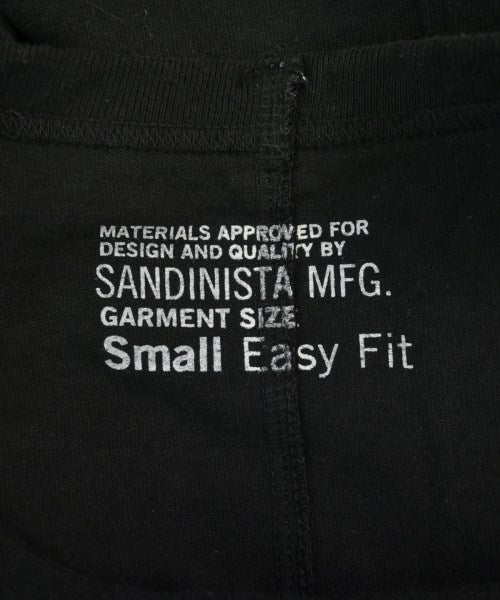 MATERIALS APPROVED FOR
DESIGN AND QUALITY BY
SANDINISTA MFG.
GARMENT SIZE
Small Easy Fit